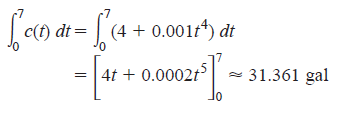 ∫₀⁷ c(t) dt = ∫₀⁷ (4 + 0.001t⁴) dt
= [4t + 0.0002t⁵]₀⁷ ≈ 31.361 gal